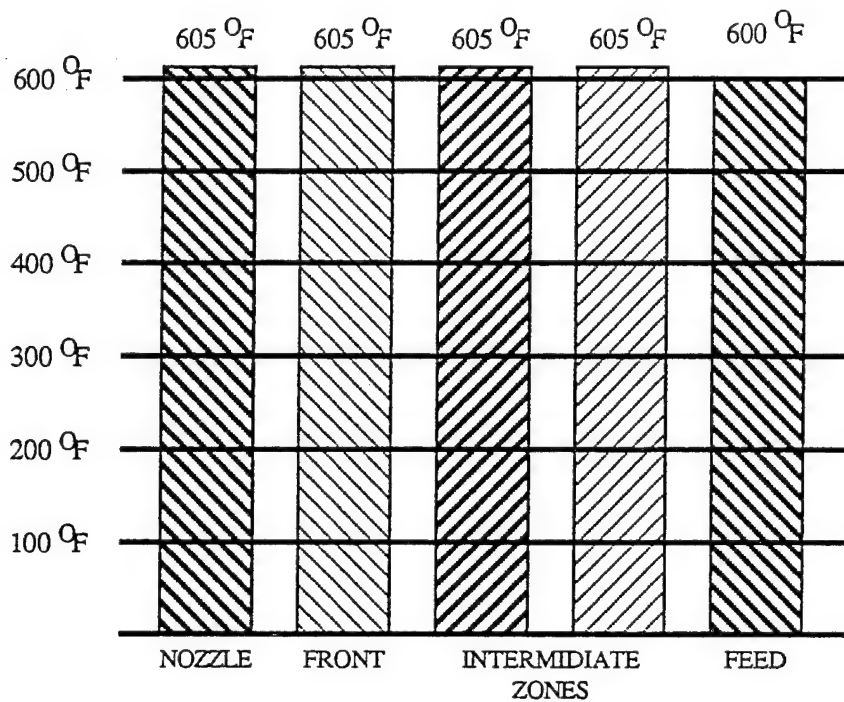 605 °F 605 °F 605 °F 605 °F 600 °F
600 °F
500 °F
400 °F
300 °F
200 °F
100 °F
NOZZLE FRONT INTERMIDIATE FEED
ZONES